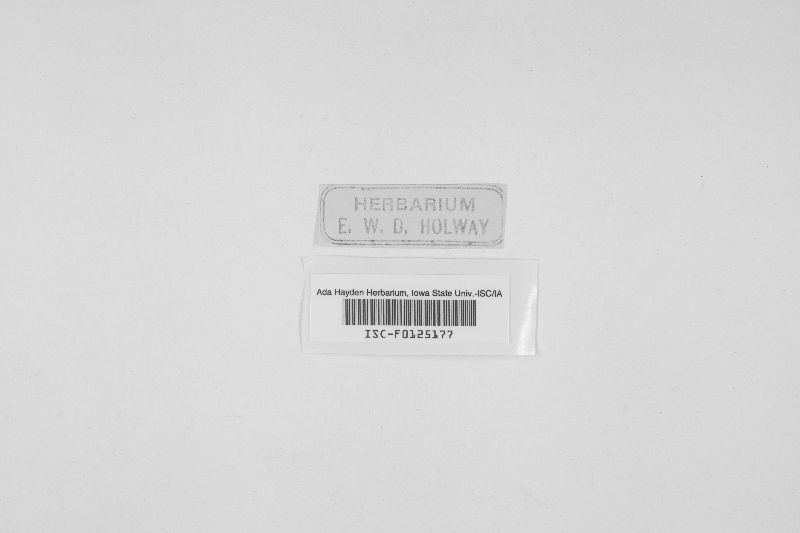 HERBARIUM
E. W. D. HOLWAY
Ada Hayden Herbarium, Iowa State Univ.-ISC/IA
ISC-F0125177